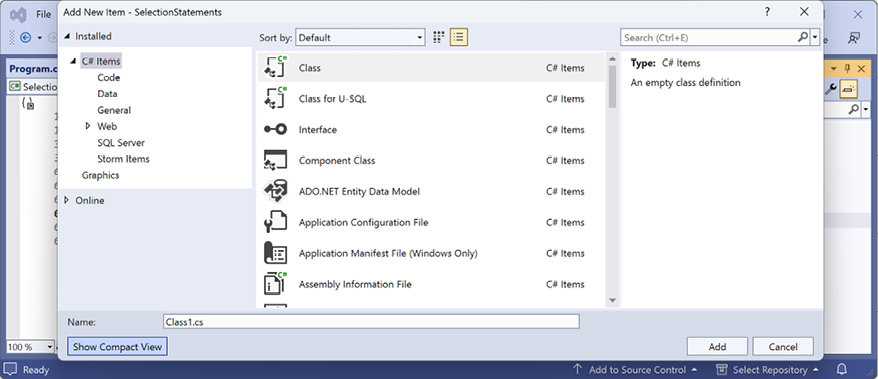 File
Add New Item - SelectionStatements
? 
Program.c
Selectio
100 %
Installed
C# Items
Code
Data
General
Web
SQL Server
Storm Items
Graphics
Online
Sort by: Default
Class C# Items
Class for U-SQL C# Items
Interface C# Items
Component Class C# Items
ADO.NET Entity Data Model C# Items
Application Configuration File C# Items
Application Manifest File (Windows Only) C# Items
Assembly Information File C# Items
Search (Ctrl+E)
Type: C# Items
An empty class definition
Name: Class1.cs
Show Compact View
Add Cancel
Ready
Add to Source Control
Select Repository